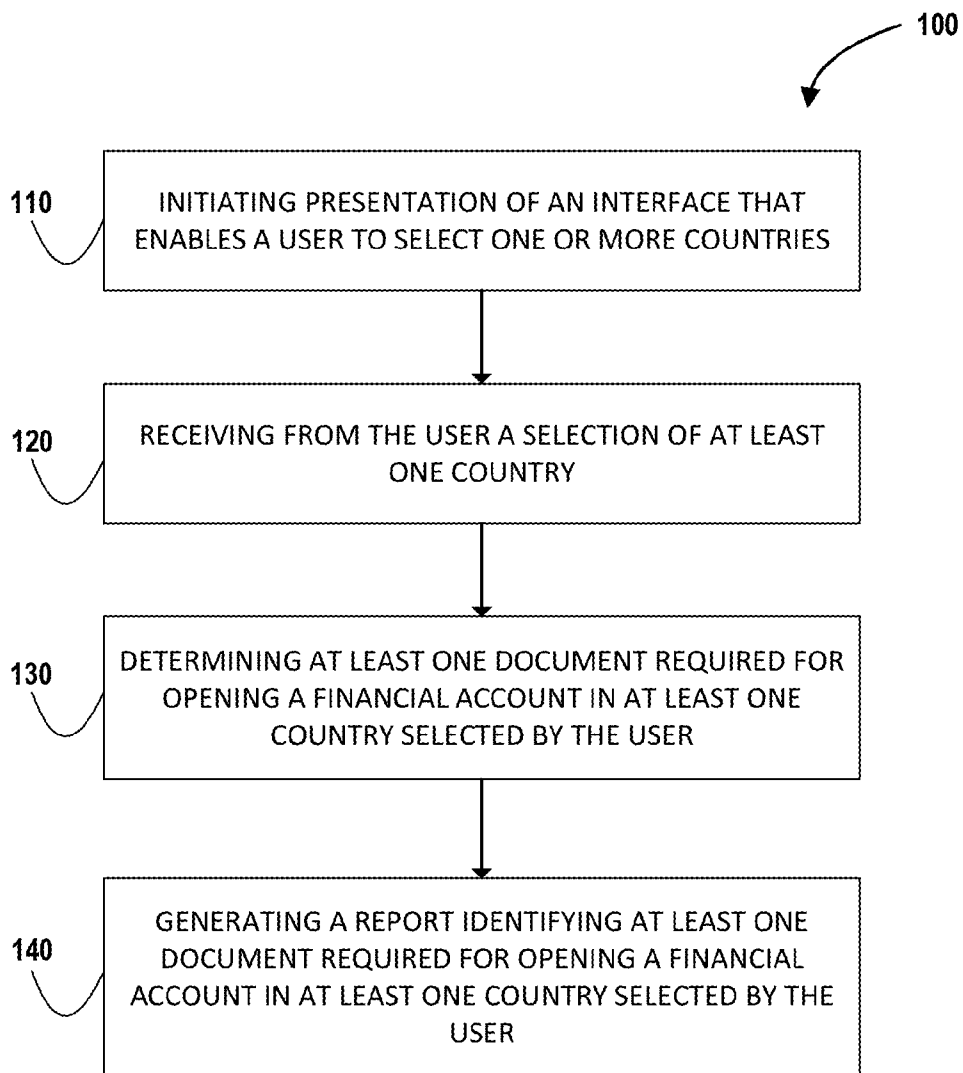 100
110
INITIATING PRESENTATION OF AN INTERFACE THAT
ENABLES A USER TO SELECT ONE OR MORE COUNTRIES
120
RECEIVING FROM THE USER A SELECTION OF AT LEAST
ONE COUNTRY
130
DETERMINING AT LEAST ONE DOCUMENT REQUIRED FOR
OPENING A FINANCIAL ACCOUNT IN AT LEAST ONE
COUNTRY SELECTED BY THE USER
140
GENERATING A REPORT IDENTIFYING AT LEAST ONE
DOCUMENT REQUIRED FOR OPENING A FINANCIAL
ACCOUNT IN AT LEAST ONE COUNTRY SELECTED BY THE
USER